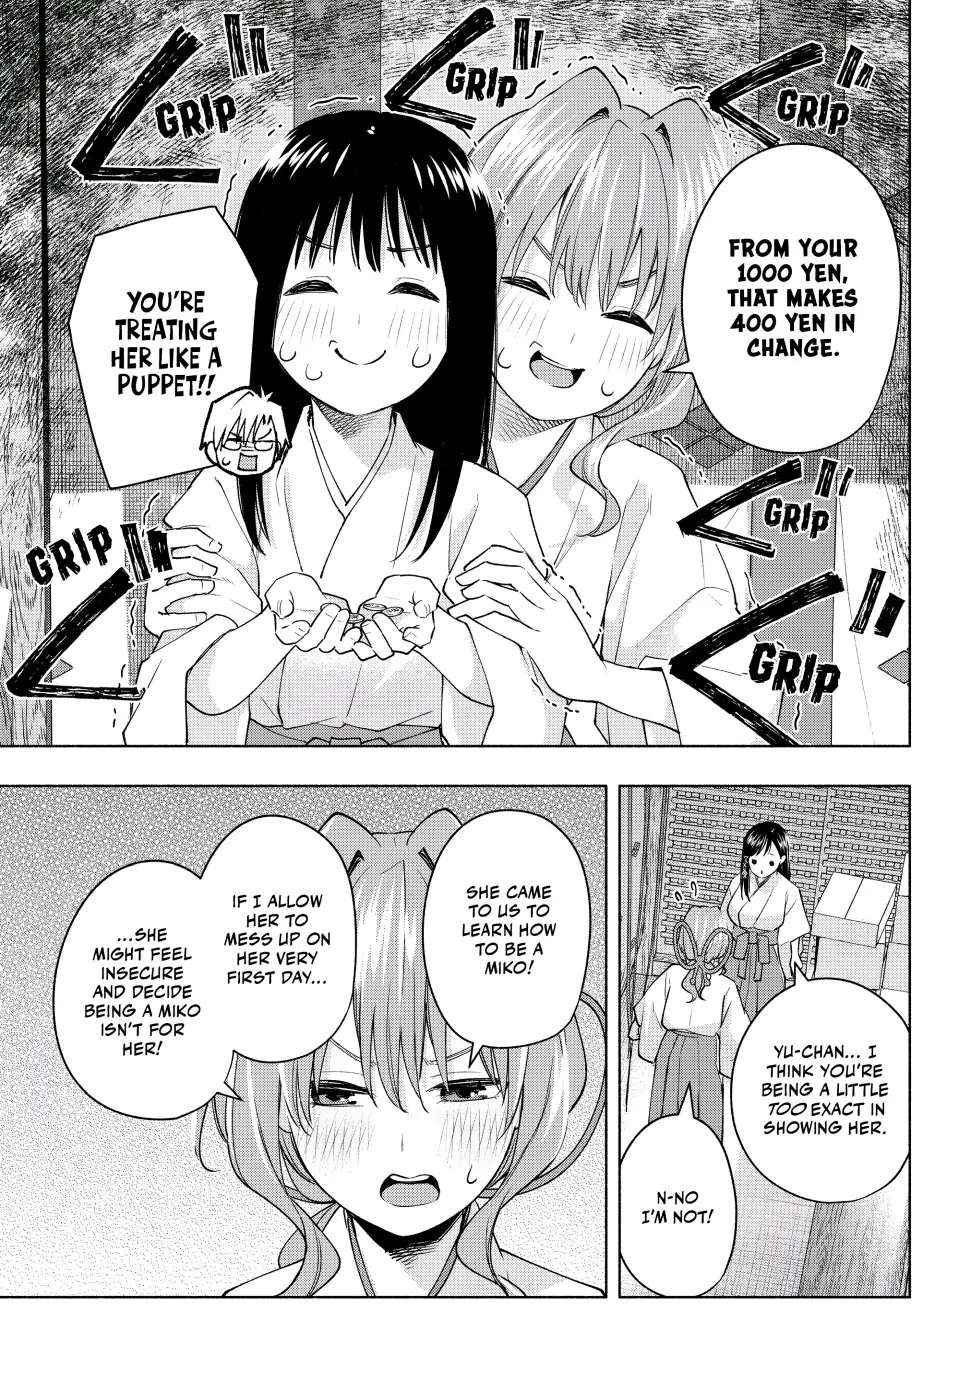 GRIP
GRIP
GRIP
FROM YOUR
1000 YEN,
THAT MAKES
400 YEN IN
CHANGE.
YOU'RE
TREATING
HER LIKE A
PUPPET!!
GRIP
GRIP
GRIP
YU-CHAN... I
THINK YOU'RE
BEING A LITTLE
TOO EXACT IN
SHOWING HER.
N-NO
I'M NOT!
SHE CAME
TO US TO
LEARN HOW
TO BE A
MIKO!
IF I ALLOW
HER TO
MESS UP ON
HER VERY
FIRST DAY...
...SHE
MIGHT FEEL
INSECURE
AND DECIDE
BEING A MIKO
ISN'T FOR
HER!